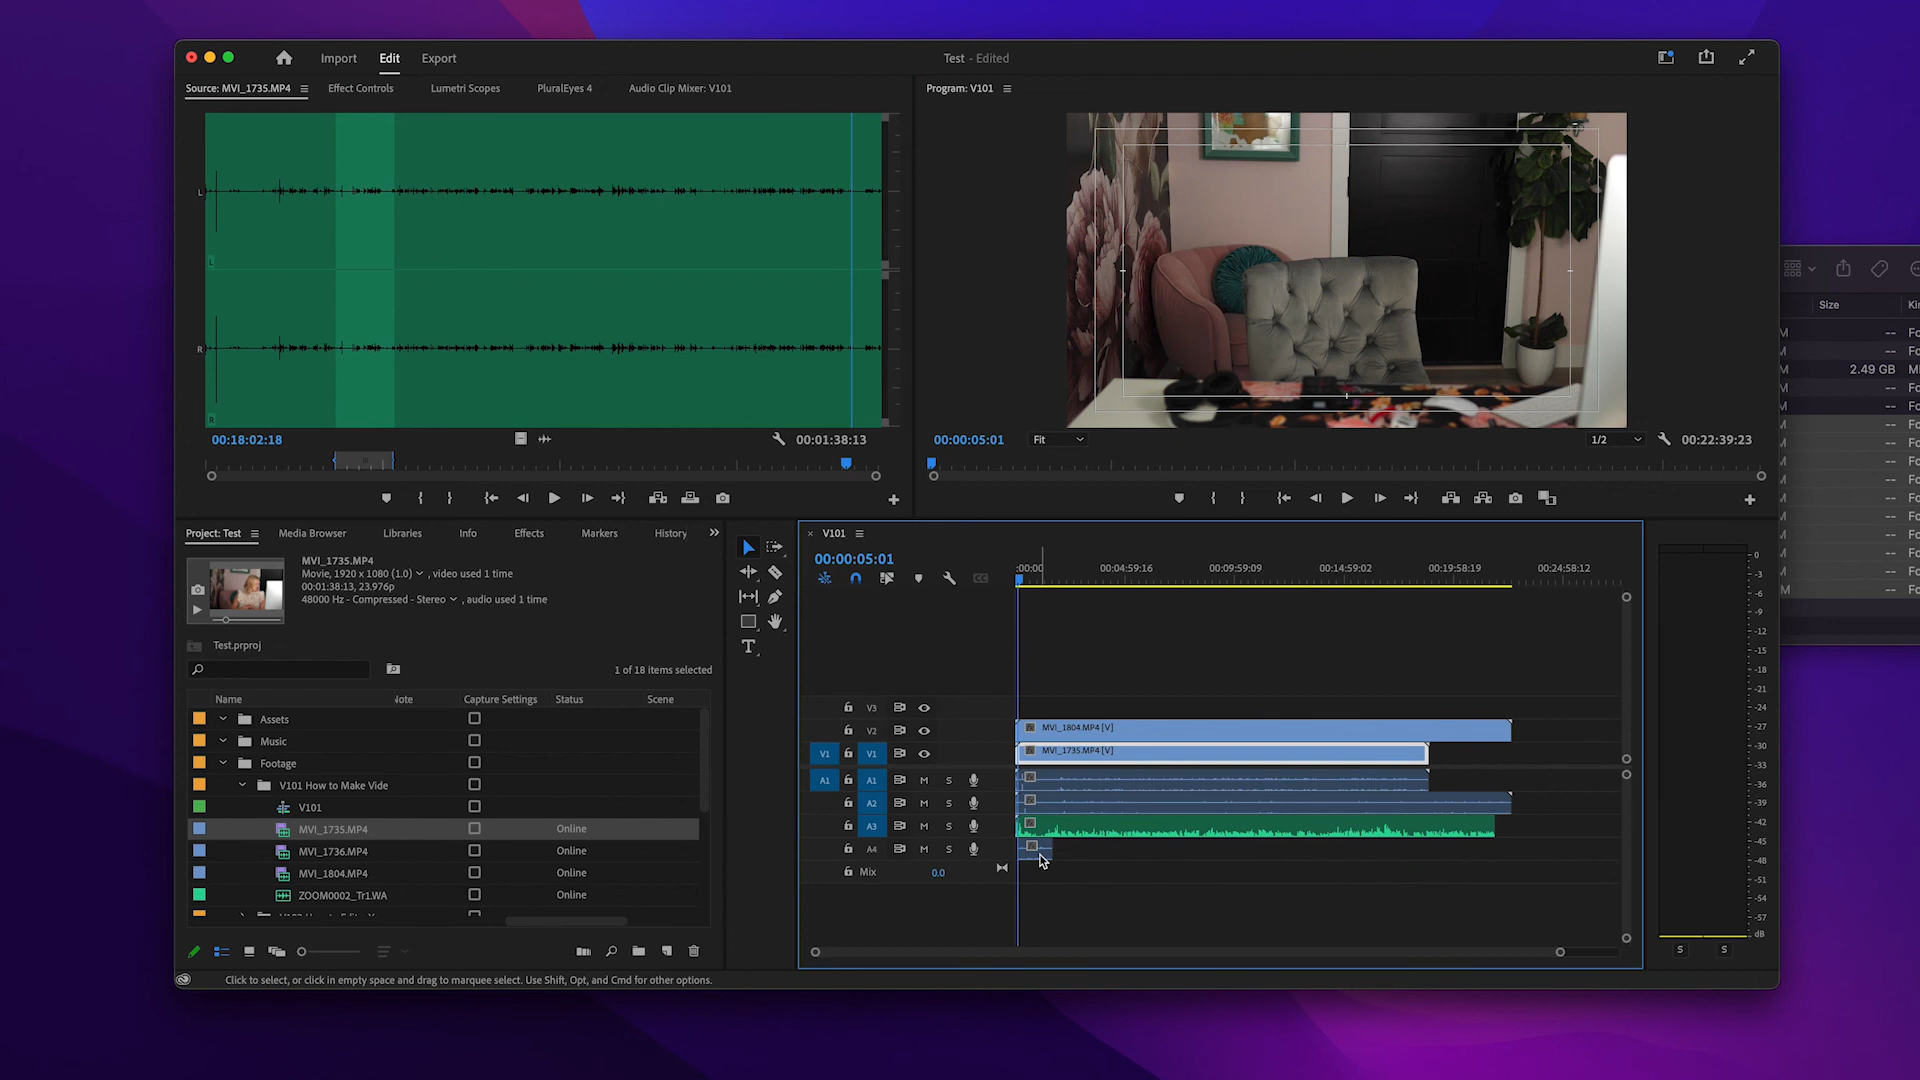 Import Edit Export
Test - Edited
Source: MVI_1735.MP4
Effect Controls
Lumetri Scopes
PluralEyes 4
Audio Clip Mixer: V101
Program: V101
L
L
R
R
00:18:02:18
00:01:38:13
00:00:05:01
Fit
1/2
00:22:39:23
Size
Project: Test
Media Browser
Libraries
Info
Effects
Markers
History
MVI_1735.MP4
Movie, 1920 x 1080 (1.0) , video used 1 time
00:01:38:13, 23.976p
48000 Hz - Compressed - Stereo , audio used 1 time
Test.prproj
1 of 18 items selected
Name
Capture Settings
Status
Scene
Assets
Music
Footage
V101 How to Make Vide
V101
MVI_1735.MP4 Online
MVI_1736.MP4 Online
MVI_1804.MP4 Online
ZOOM0002_Tr1.WA Online
Click to select, or click in empty space and drag to marquee select. Use Shift, Opt, and Cmd for other options.
V101
00:00:05:01
:00:00
00:04:59:16
00:09:59:09
00:14:59:02
00:19:58:19
00:24:58:12
V3
V2
MVI_1804.MP4 [V]
V1 V1
MVI_1735.MP4 [V]
A1 A1 M S
A2 M S
A3 M S
A4 M S
Mix 0.0
0
-3
-6
-9
-12
-15
-18
-21
-24
-27
-30
-33
-36
-39
-42
-45
-48
-51
-54
-57
dB
S S
2.49 GB